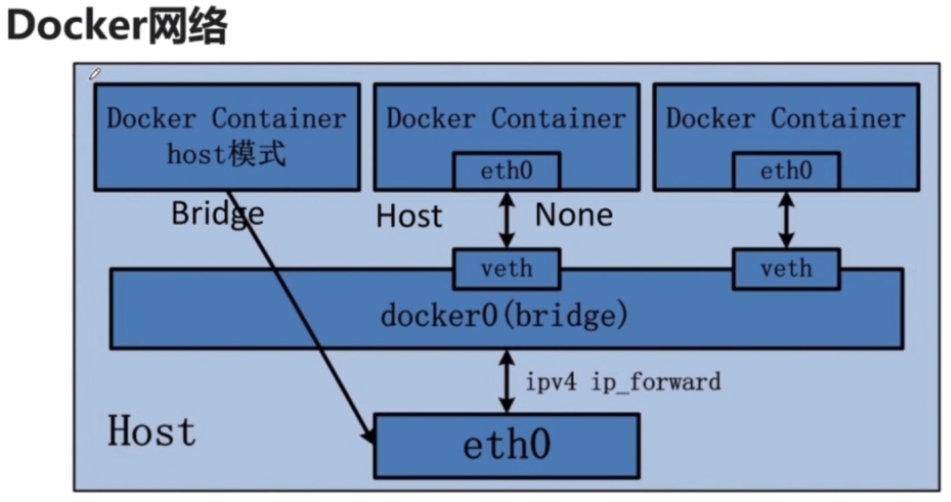 Docker网络
Docker Container
host模式
Docker Container
eth0
Docker Container
eth0
Bridge
Host
None
veth
veth
docker0(bridge)
ipv4 ip_forward
Host
eth0